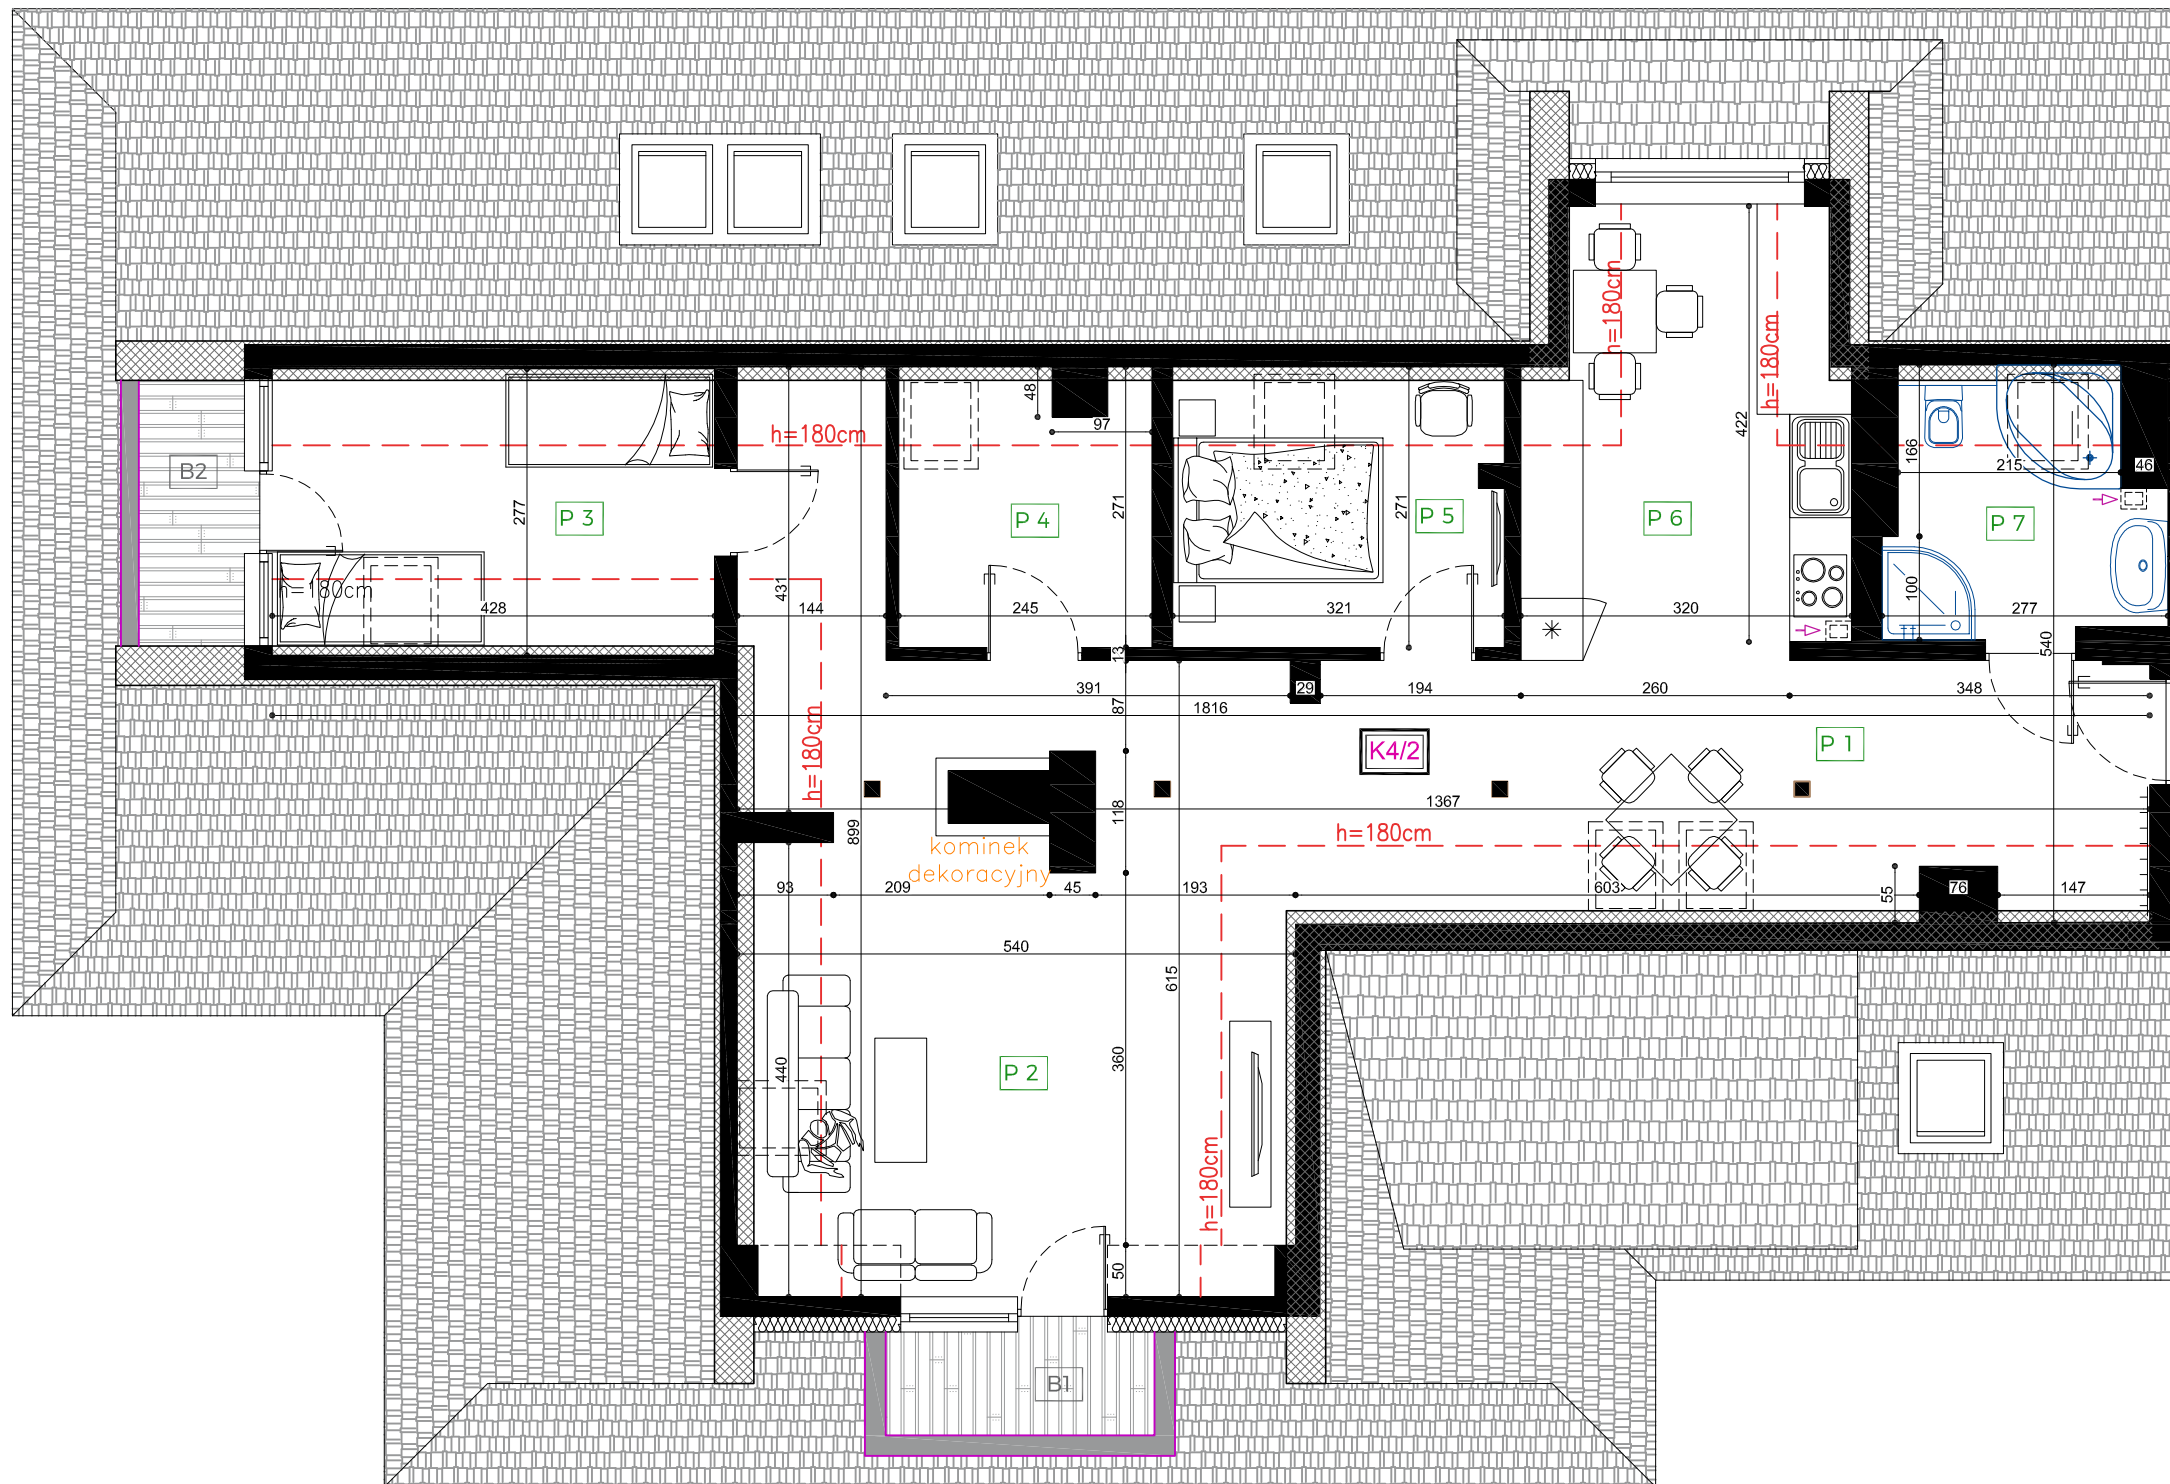 h=180cm
h=180cm
48
97
h=180cm
422
166
215
46
B2
277
P 3
271
P 4
271
P 5
P 6
P 7
h=180cm
431
100
428
144
245
321
320
277
13
540
391
29
194
260
348
87
1816
h=180cm
K4/2
P 1
118
1367
899
h=180cm
kominek
dekoracyjny
93
209
45
193
603
55
76
147
540
615
440
360
P 2
h=180cm
50
B1